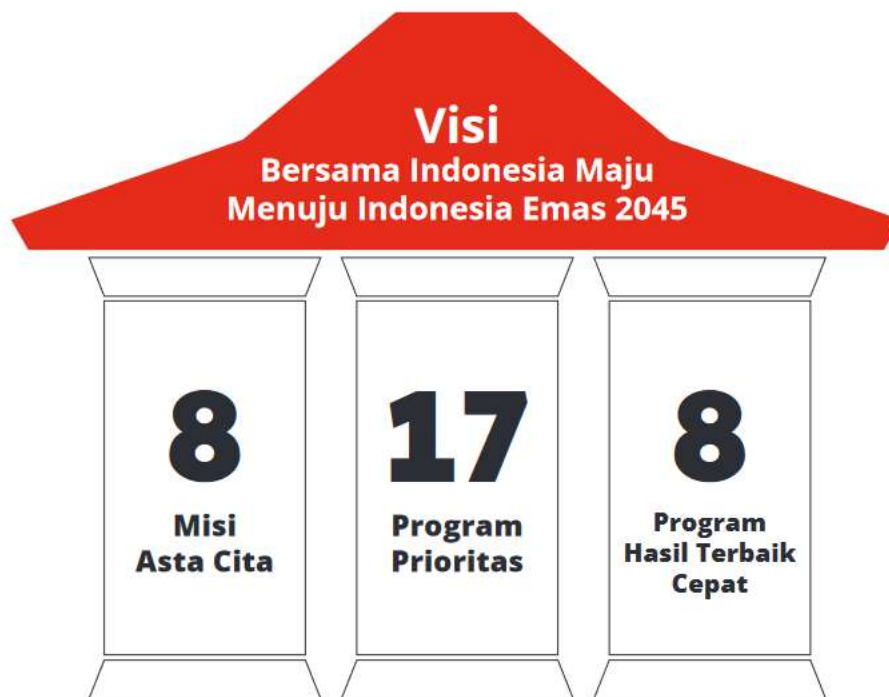 Visi
Bersama Indonesia Maju
Menuju Indonesia Emas 2045
8
Misi
Asta Cita
17
Program
Prioritas
8
Program
Hasil Terbaik
Cepat